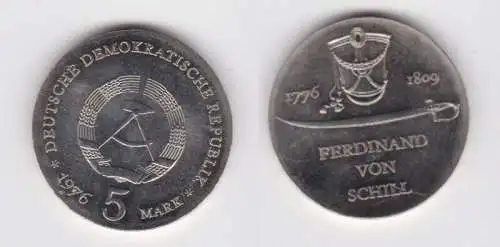 DEUTSCHE DEMOKRATISCHE REPUBLIK
* 1976 5 MARK *
1776 1809
FERDINAND
VON
SCHILL